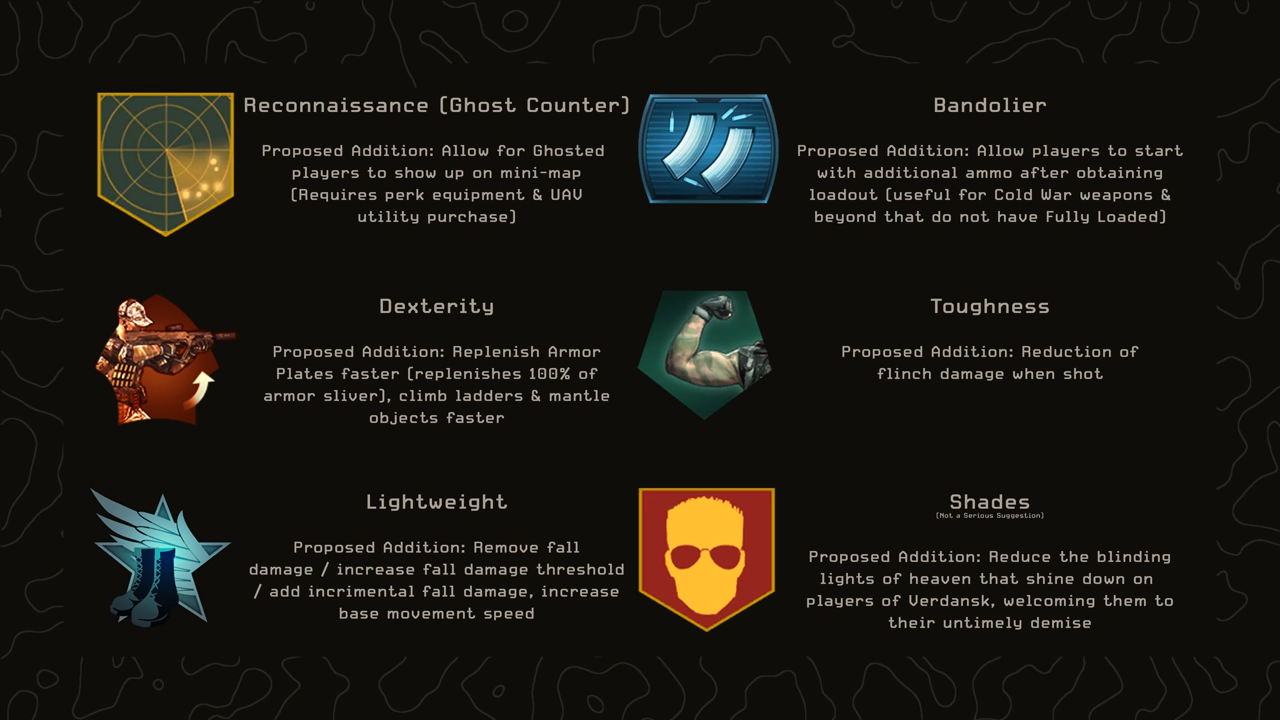 Reconnaissance (Ghost Counter)
Proposed Addition: Allow for Ghosted
players to show up on mini-map
(Requires perk equipment & UAV
utility purchase)
Bandolier
Proposed Addition: Allow players to start
with additional ammo after obtaining
loadout (useful for Cold War weapons &
beyond that do not have Fully Loaded)
Dexterity
Proposed Addition: Replenish Armor
Plates faster (replenishes 100% of
armor sliver), climb ladders & mantle
objects faster
Toughness
Proposed Addition: Reduction of
flinch damage when shot
Lightweight
Proposed Addition: Remove fall
damage / increase fall damage threshold
/ add incrimental fall damage, increase
base movement speed
Shades
(Not a Serious Suggestion)
Proposed Addition: Reduce the blinding
lights of heaven that shine down on
players of Verdansk, welcoming them to
their untimely demise